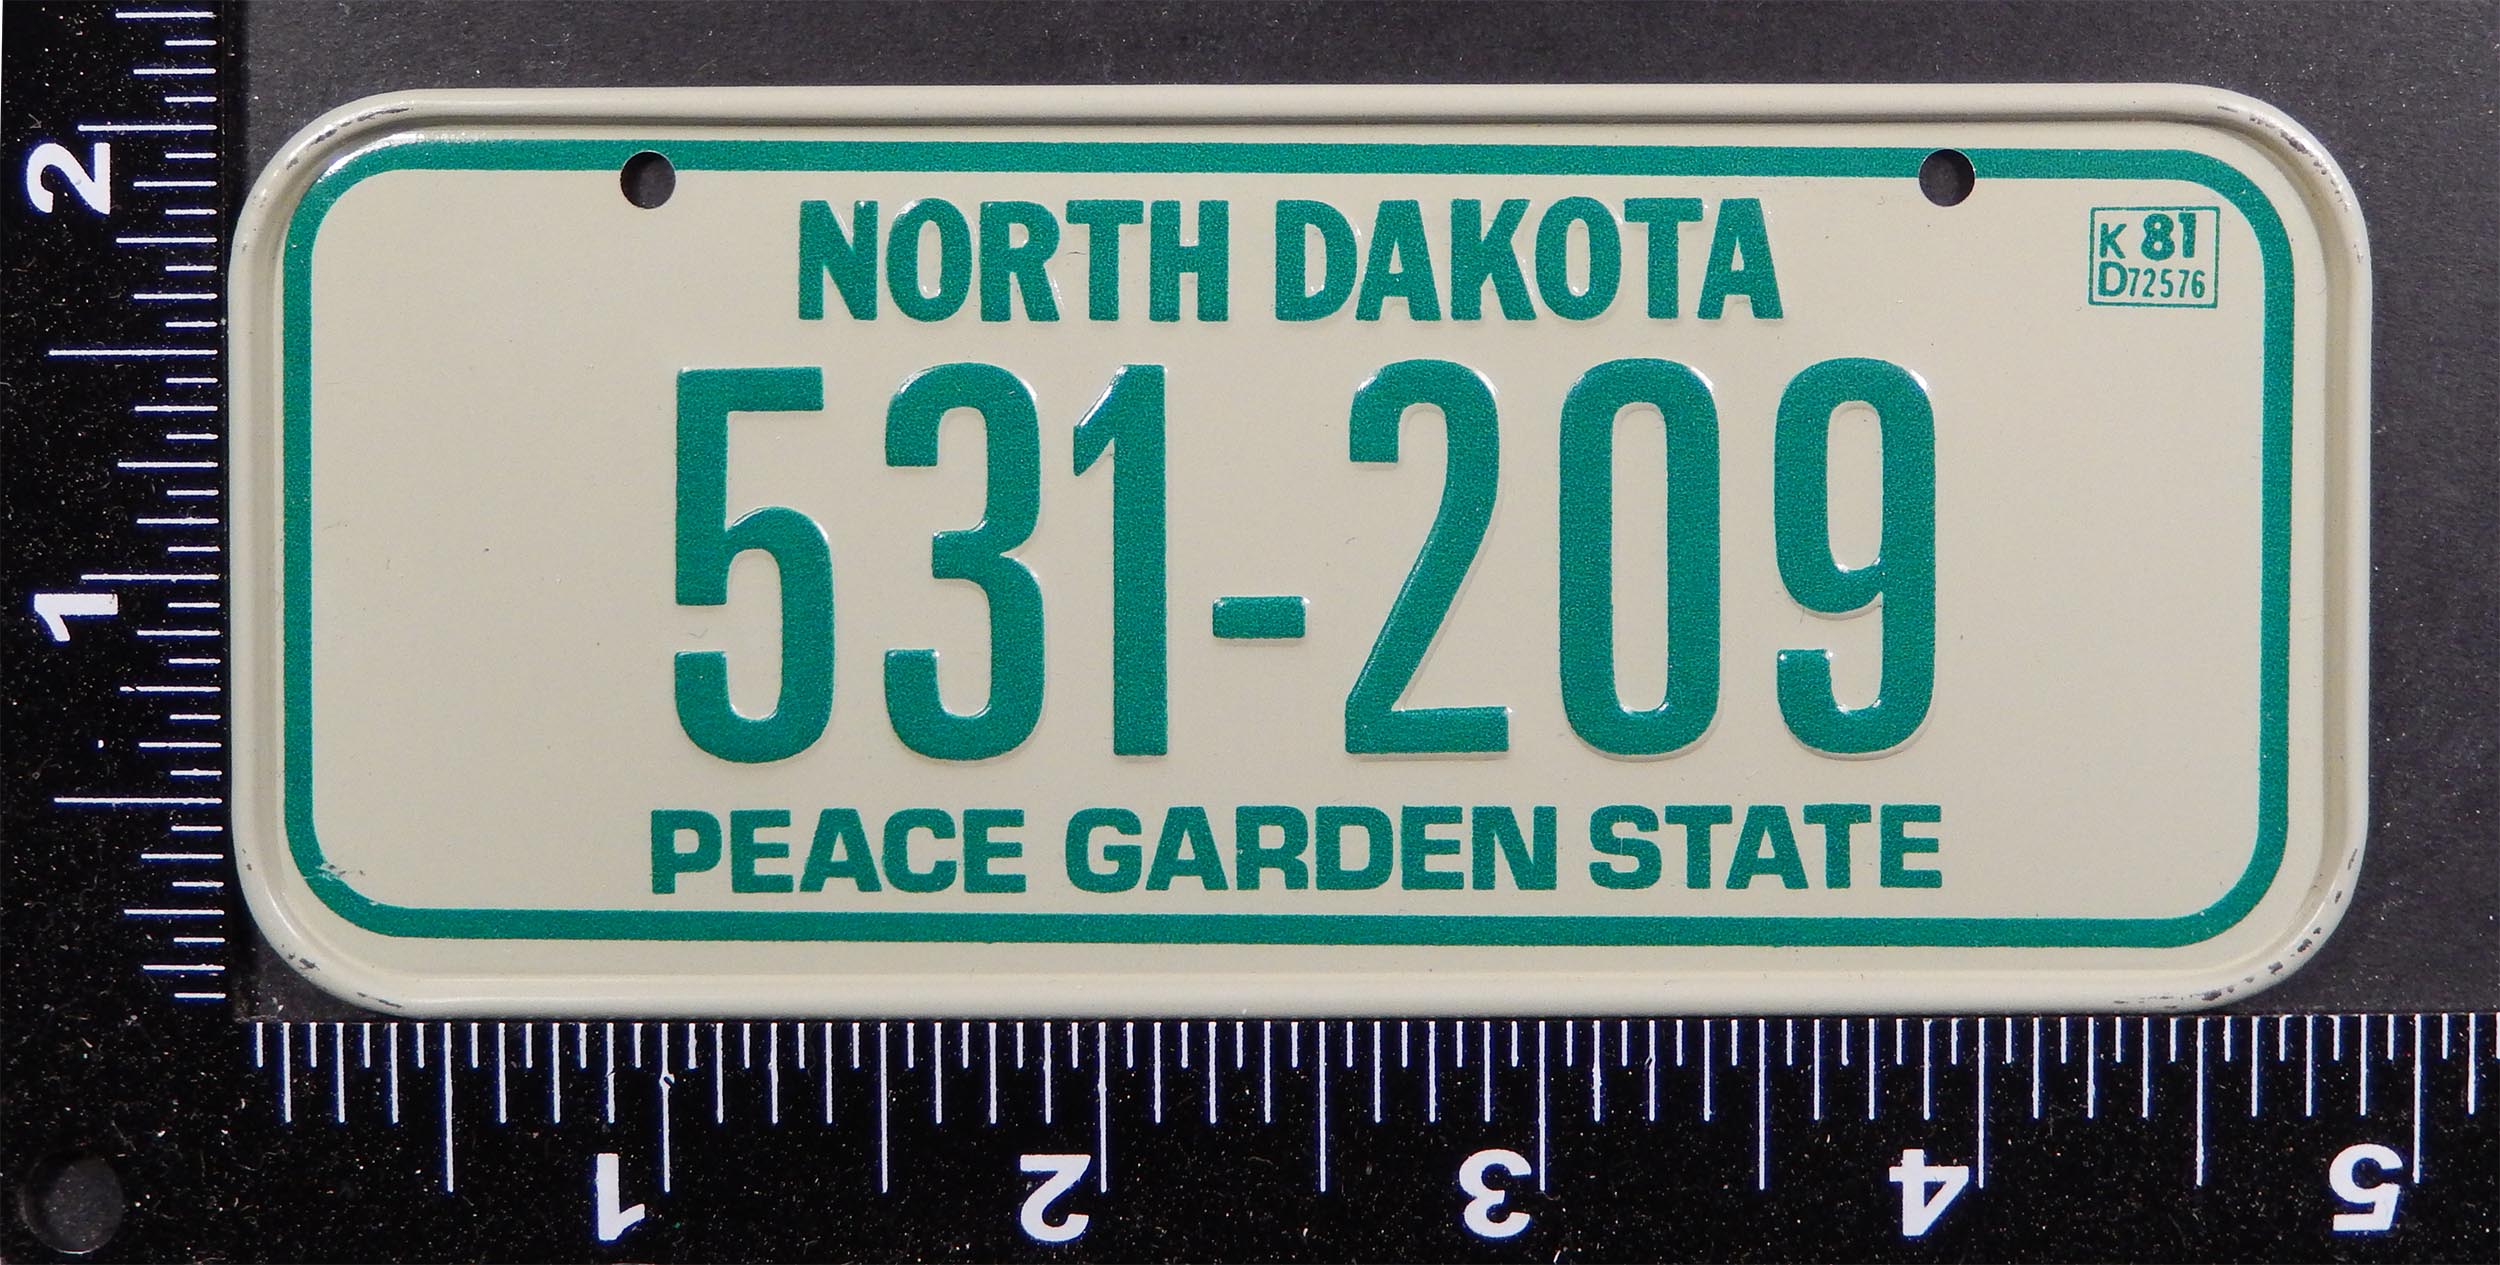 NORTH DAKOTA
K 81
D72576
531-209
PEACE GARDEN STATE
2
1
1 2 3 4 5